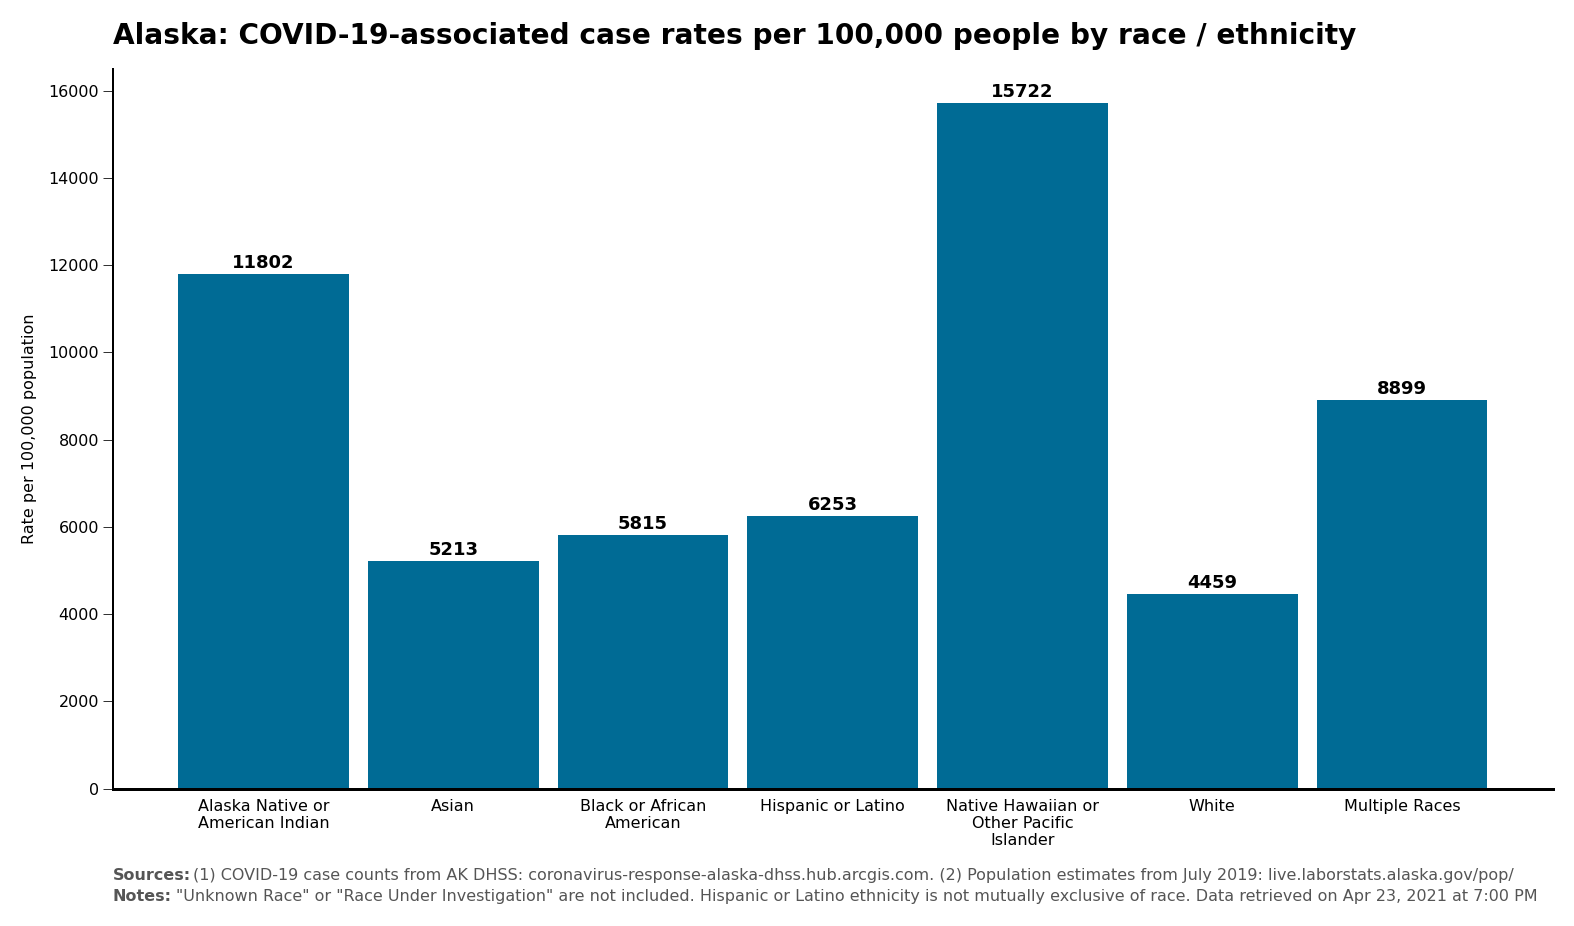 Alaska: COVID-19-associated case rates per 100,000 people by race / ethnicity
Rate per 100,000 population
16000
14000
12000
10000
8000
6000
4000
2000
0
11802
5213
5815
6253
15722
4459
8899
Alaska Native or
American Indian
Asian
Black or African
American
Hispanic or Latino
Native Hawaiian or
Other Pacific
Islander
White
Multiple Races
Sources: (1) COVID-19 case counts from AK DHSS: coronavirus-response-alaska-dhss.hub.arcgis.com. (2) Population estimates from July 2019: live.laborstats.alaska.gov/pop/
Notes: "Unknown Race" or "Race Under Investigation" are not included. Hispanic or Latino ethnicity is not mutually exclusive of race. Data retrieved on Apr 23, 2021 at 7:00 PM